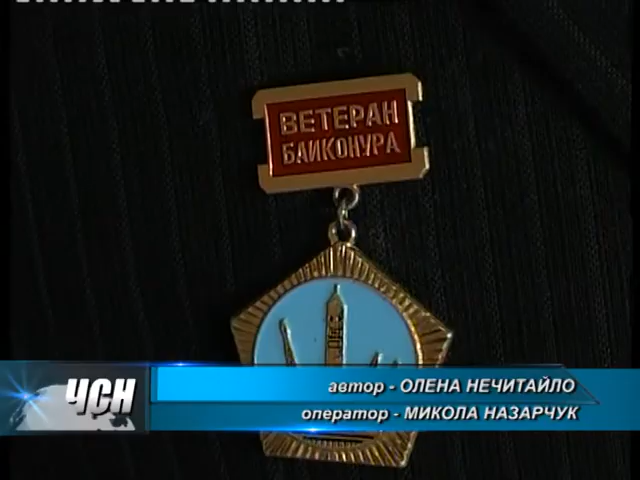 ВЕТЕРАН
БАЙКОНУРА
ЧСН
автор - ОЛЕНА НЕЧИТАЙЛО
оператор - МИКОЛА НАЗАРЧУК